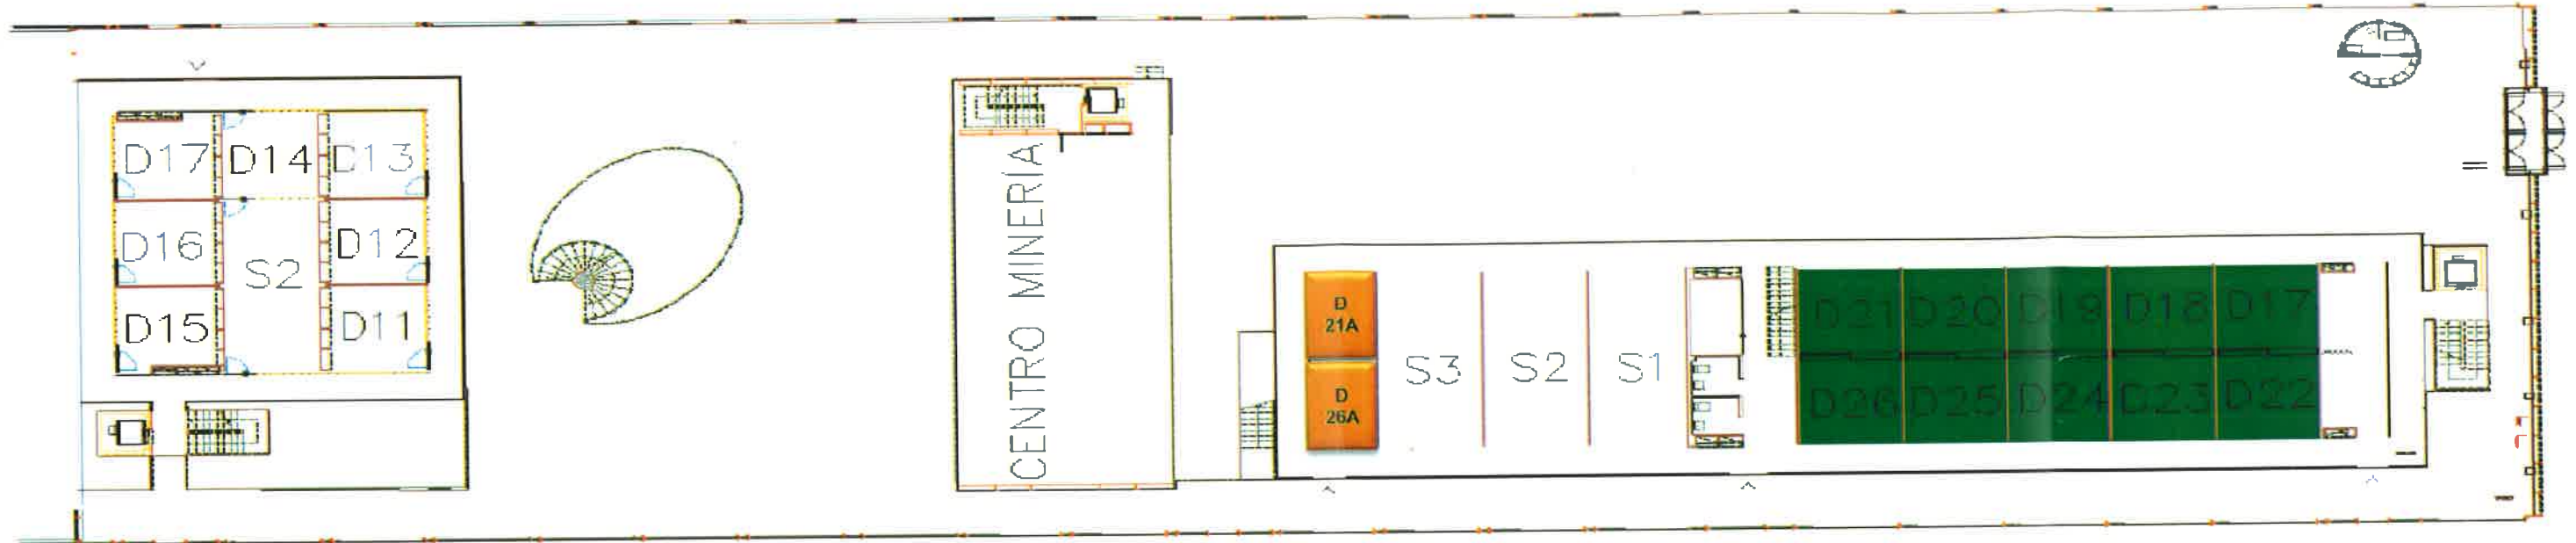 D17 D14 D13
D16 D12
S2
D15 D11
CENTRO MINERÍA
D
21A
D
26A
S3 S2 S1
D21 D20 D19 D18 D17
D26 D25 D24 D23 D22